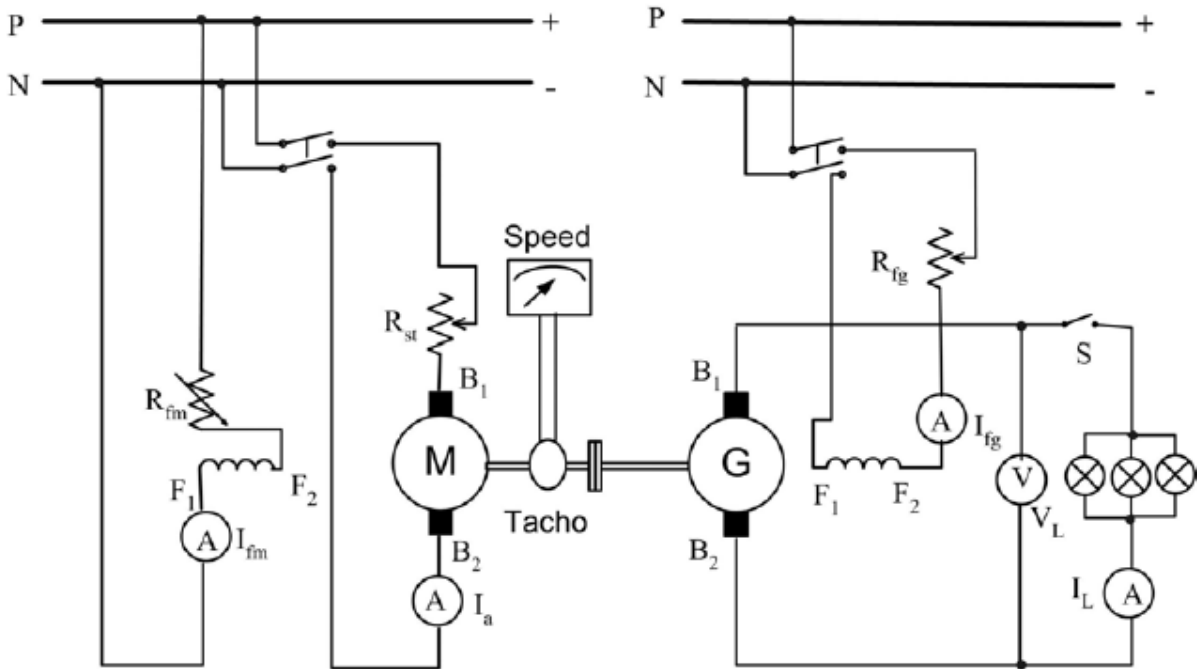 P + P +
N - N -
Speed
R_fg
R_st
S
B_1 B_1
R_fm A I_fg
M G V
F_1 F_2 F_1 F_2
V_L
Tacho
A I_fm B_2 B_2
A I_a I_L A